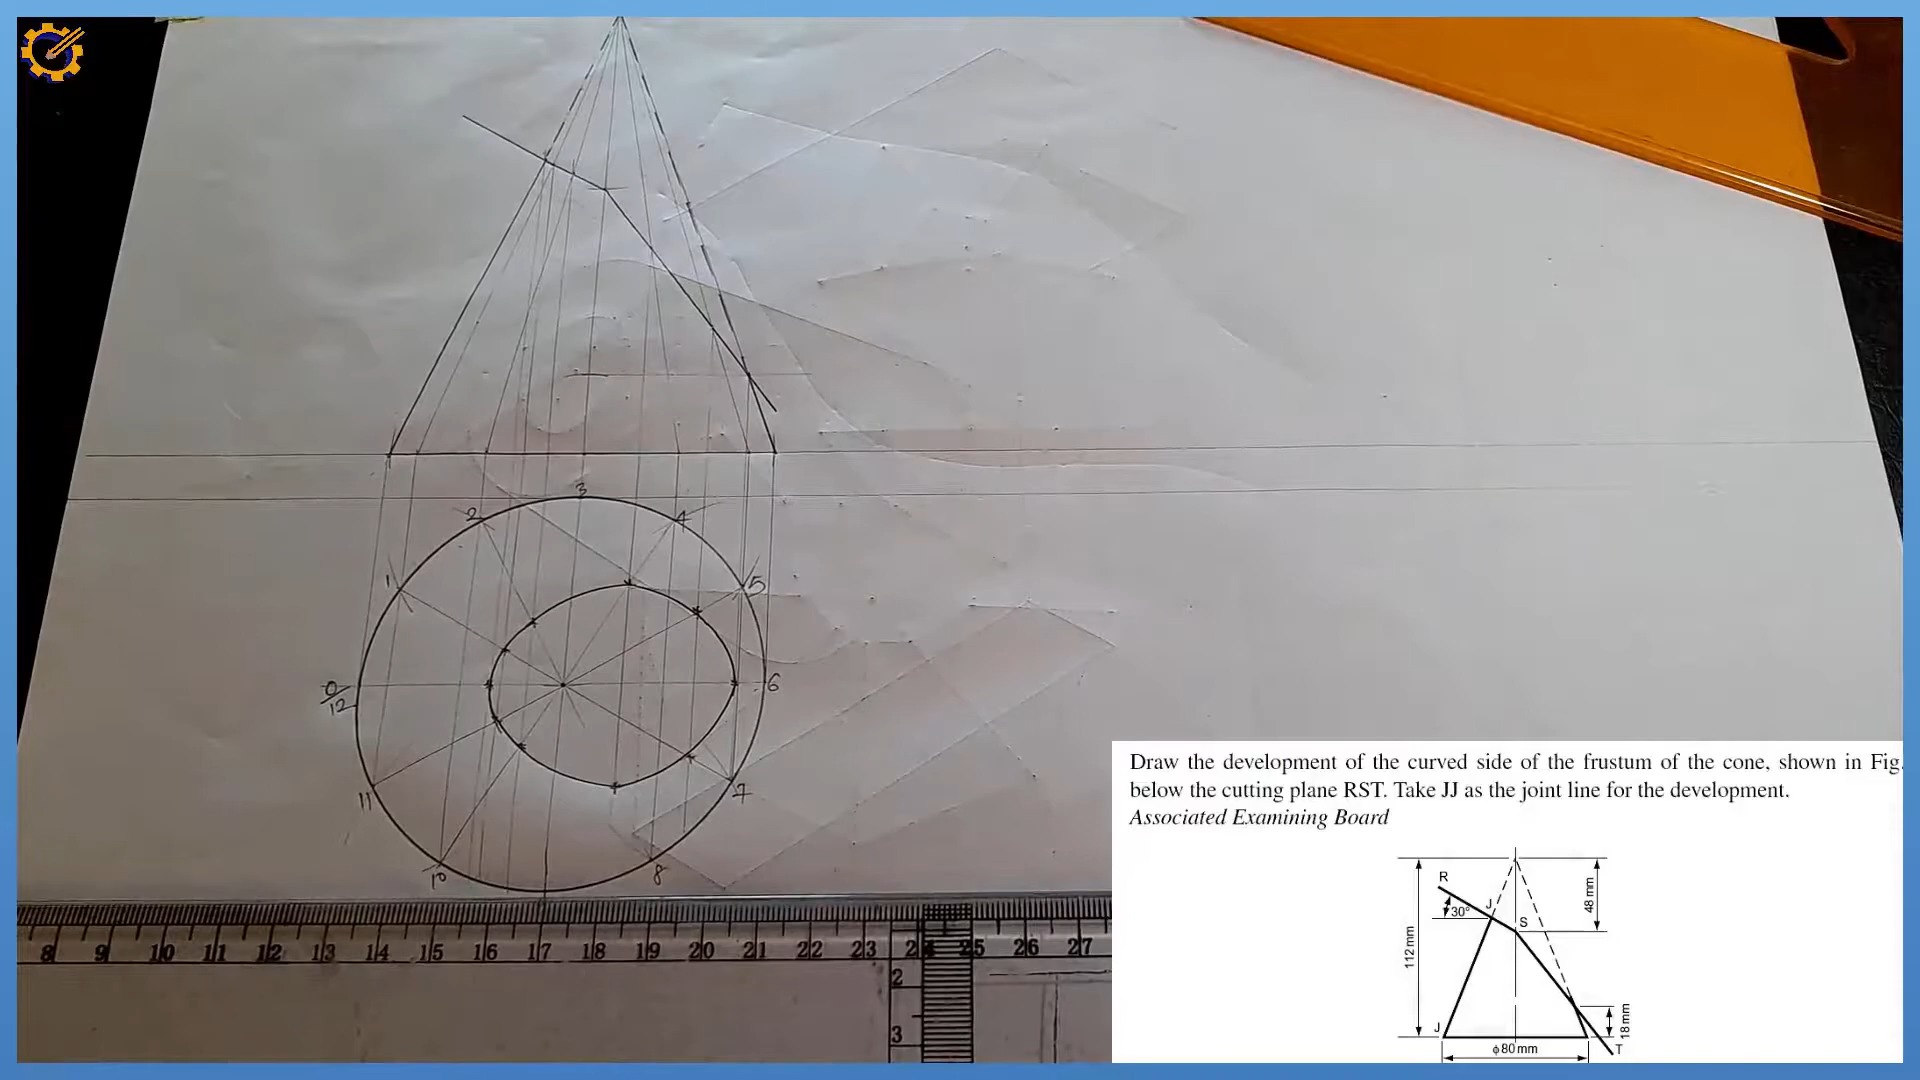 3
2
4
1
5
0
12
6
11
7
10
8
8 9 10 11 12 13 14 15 16 17 18 19 20 21 22 23 24 25 26 27
2
3
Draw the development of the curved side of the frustum of the cone, shown in Fig.
below the cutting plane RST. Take JJ as the joint line for the development.
Associated Examining Board
R
30°
J
S
48 mm
112 mm
J
18 mm
T
ϕ80 mm